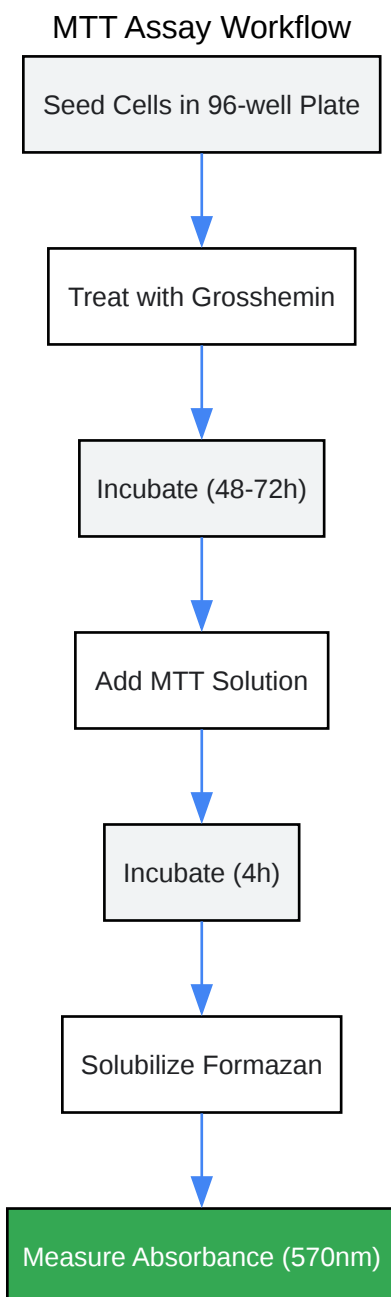 MTT Assay Workflow
Seed Cells in 96-well Plate
Treat with Grosshemin
Incubate (48-72h)
Add MTT Solution
Incubate (4h)
Solubilize Formazan
Measure Absorbance (570nm)